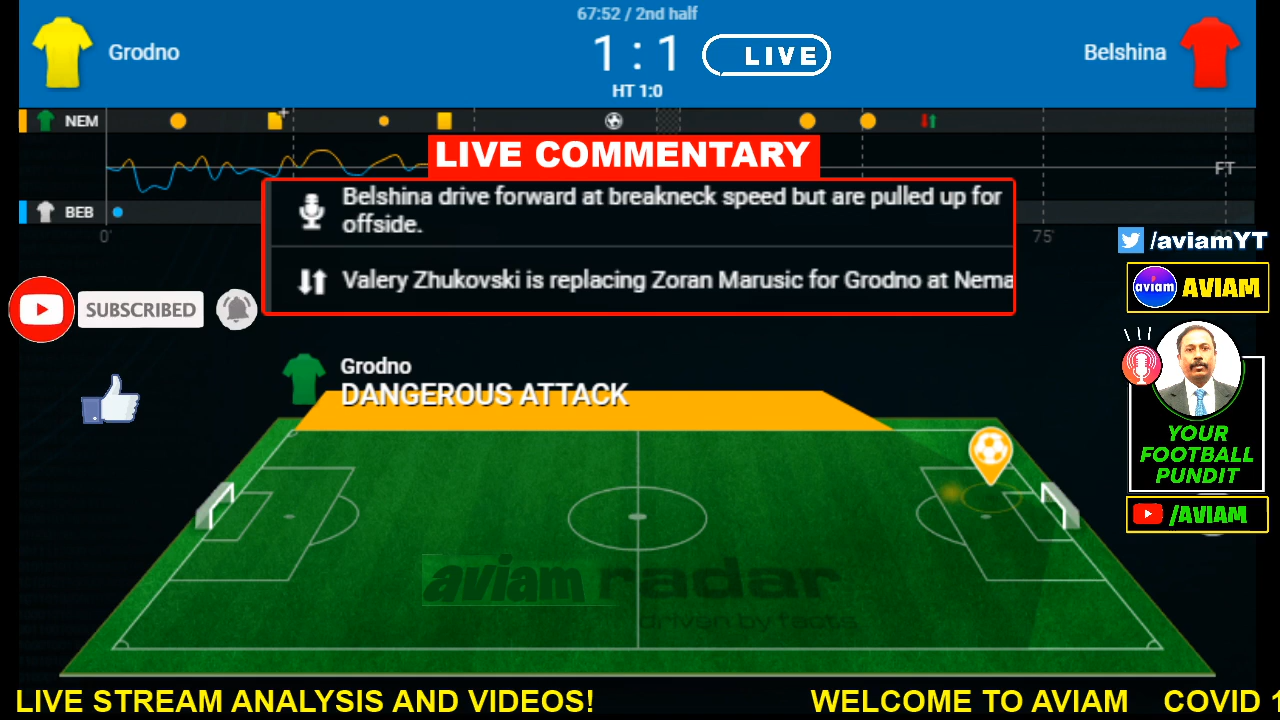 67:52 / 2nd half
Grodno
1 : 1
LIVE
Belshina
HT 1:0
NEM
LIVE COMMENTARY
FT
Belshina drive forward at breakneck speed but are pulled up for
offside.
BEB
0'
75'
/aviamYT
Valery Zhukovski is replacing Zoran Marusic for Grodno at Nema
aviam AVIAM
SUBSCRIBED
Grodno
DANGEROUS ATTACK
YOUR
FOOTBALL
PUNDIT
/AVIAM
aviam radar
driven by facts
LIVE STREAM ANALYSIS AND VIDEOS! WELCOME TO AVIAM COVID 1